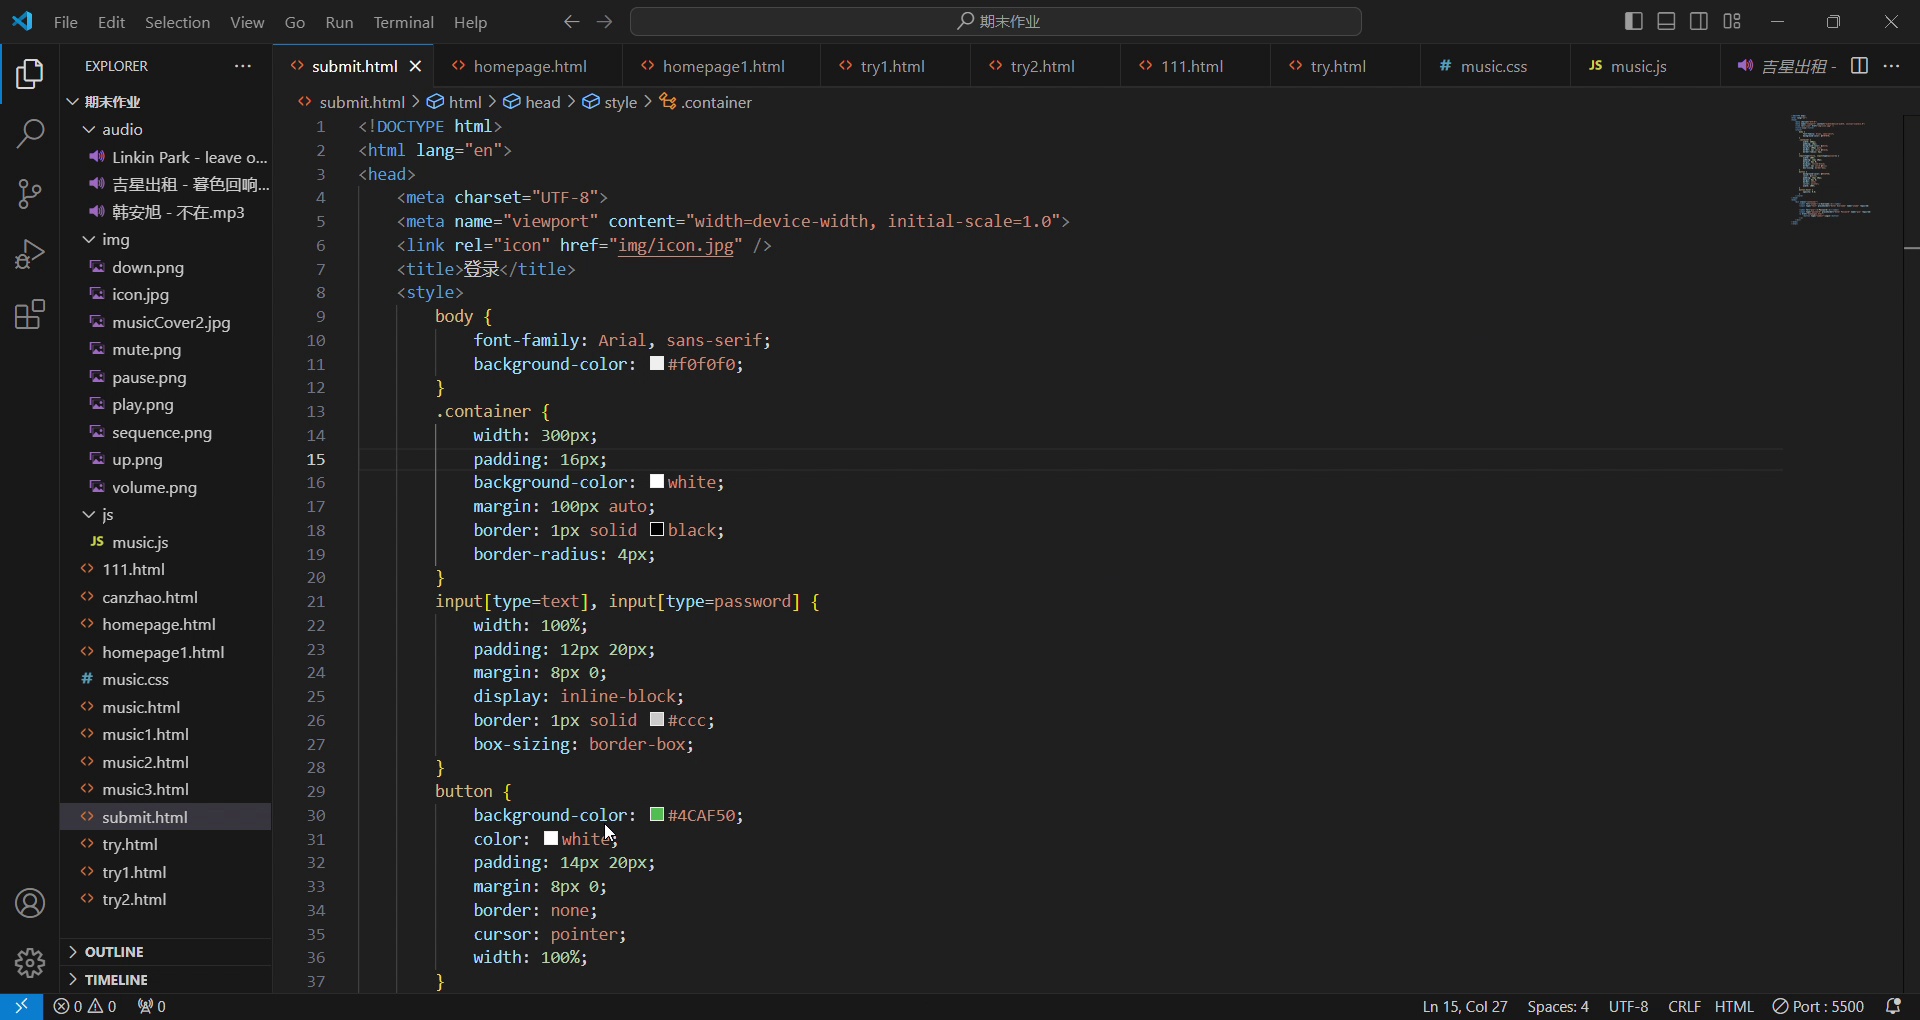 File Edit Selection View Go Run Terminal Help 期末作业
EXPLORER
submit.html homepage.html homepage1.html try1.html try2.html 111.html try.html music.css music.js 吉星出租 -
submit.html > html > head > style > .container
期末作业
audio
Linkin Park - leave o...
吉星出租 - 暮色回响...
韩安旭 - 不在.mp3
img
down.png
icon.jpg
musicCover2.jpg
mute.png
pause.png
play.png
sequence.png
up.png
volume.png
js
JS music.js
111.html
canzhao.html
homepage.html
homepage1.html
# music.css
music.html
music1.html
music2.html
music3.html
submit.html
try.html
try1.html
try2.html
OUTLINE
TIMELINE
1 <!DOCTYPE html>
2 <html lang="en">
3 <head>
4 <meta charset="UTF-8">
5 <meta name="viewport" content="width=device-width, initial-scale=1.0">
6 <link rel="icon" href="img/icon.jpg" />
7 <title>登录</title>
8 <style>
9 body {
10 font-family: Arial, sans-serif;
11 background-color: #f0f0f0;
12 }
13 .container {
14 width: 300px;
15 padding: 16px;
16 background-color: white;
17 margin: 100px auto;
18 border: 1px solid black;
19 border-radius: 4px;
20 }
21 input[type=text], input[type=password] {
22 width: 100%;
23 padding: 12px 20px;
24 margin: 8px 0;
25 display: inline-block;
26 border: 1px solid #ccc;
27 box-sizing: border-box;
28 }
29 button {
30 background-color: #4CAF50;
31 color: white;
32 padding: 14px 20px;
33 margin: 8px 0;
34 border: none;
35 cursor: pointer;
36 width: 100%;
37 }
0 0 0 Ln 15, Col 27 Spaces: 4 UTF-8 CRLF HTML Port : 5500